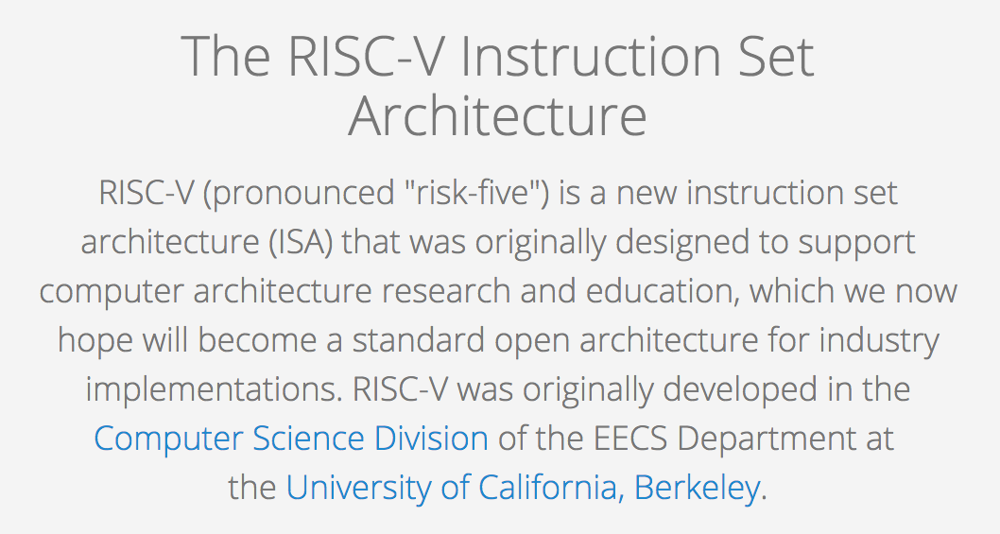 The RISC-V Instruction Set
Architecture
RISC-V (pronounced "risk-five") is a new instruction set
architecture (ISA) that was originally designed to support
computer architecture research and education, which we now
hope will become a standard open architecture for industry
implementations. RISC-V was originally developed in the
Computer Science Division of the EECS Department at
the University of California, Berkeley.